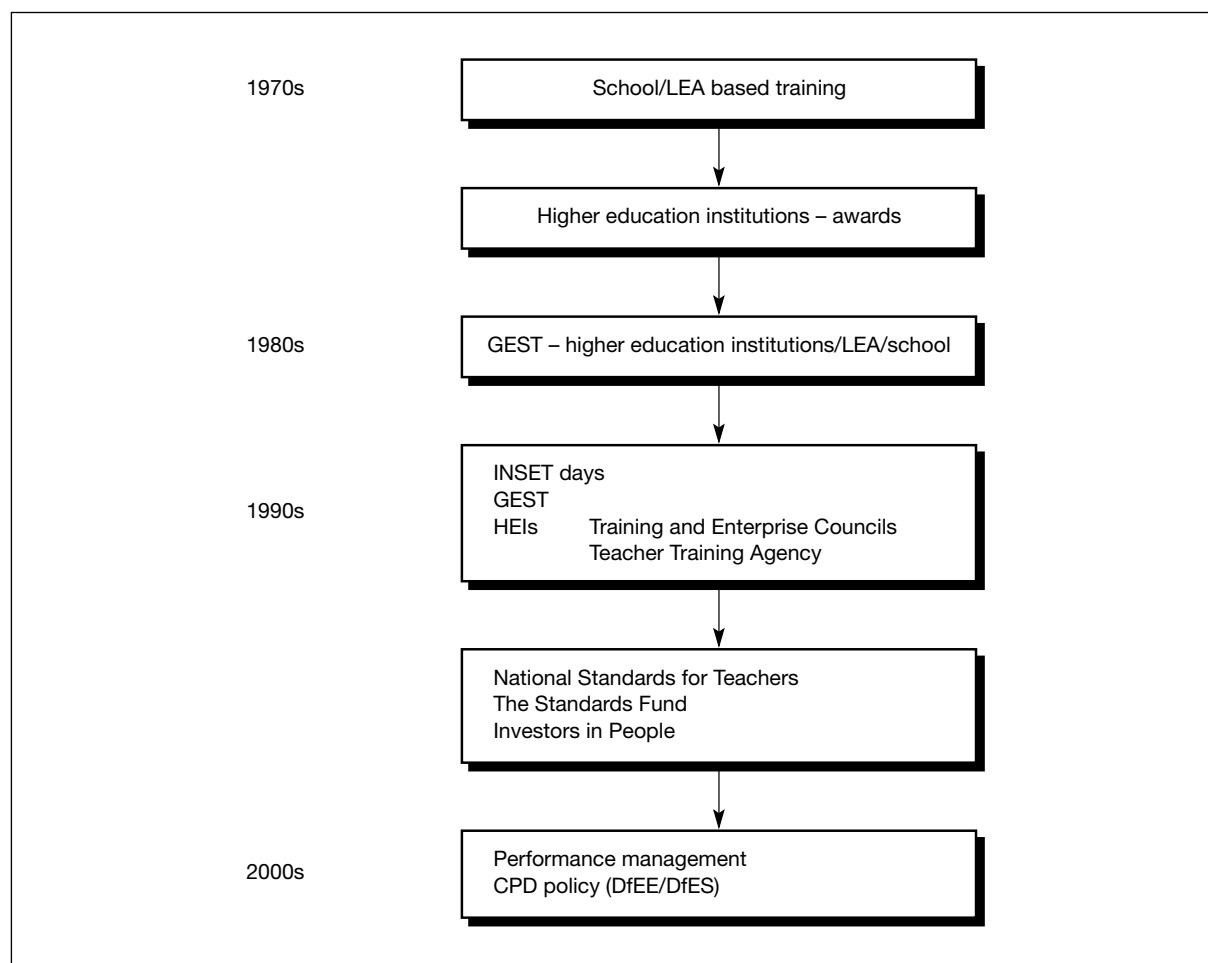 1970s
School/LEA based training
Higher education institutions – awards
1980s
GEST – higher education institutions/LEA/school
INSET days
GEST
1990s
HEIs Training and Enterprise Councils
Teacher Training Agency
National Standards for Teachers
The Standards Fund
Investors in People
Performance management
2000s
CPD policy (DfEE/DfES)